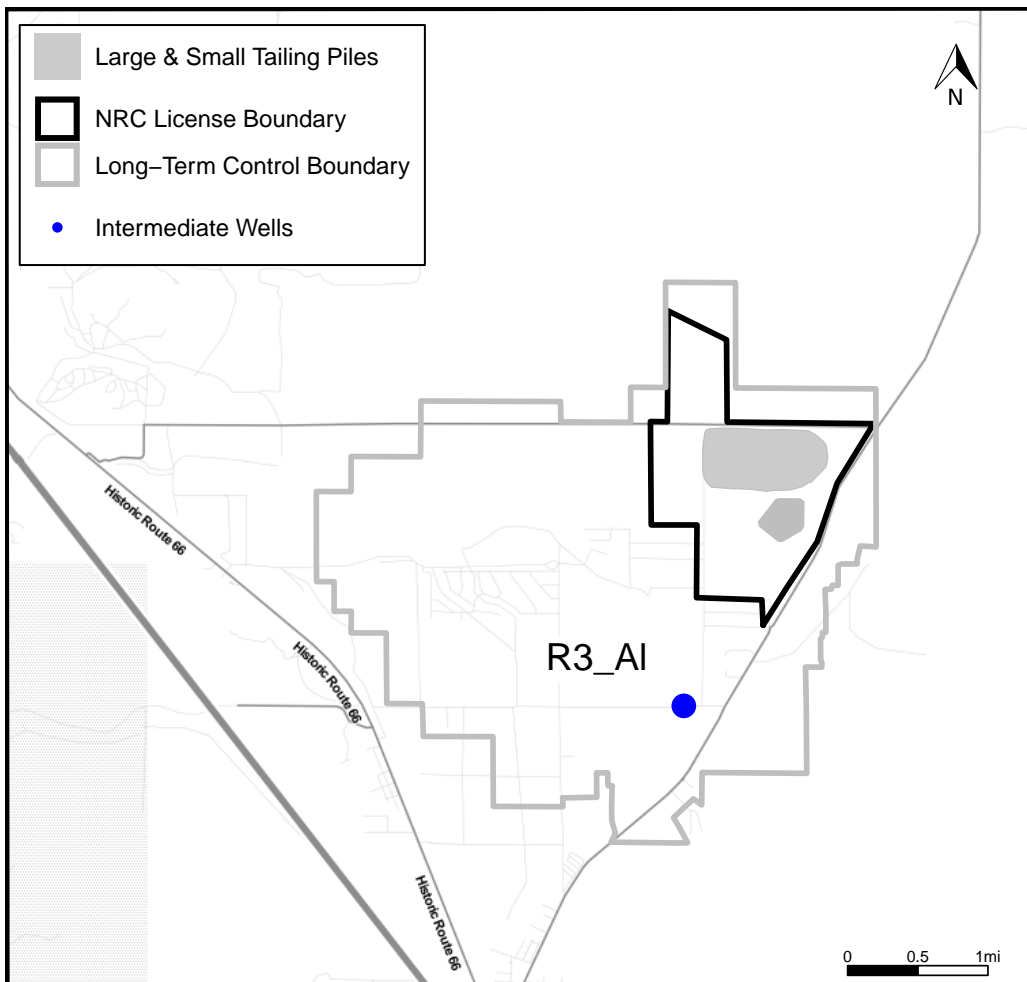 Large & Small Tailing Piles
NRC License Boundary
Long−Term Control Boundary
Intermediate Wells
N
Historic Route 66
Historic Route 66
R3_Al
Historic Route 66
0 0.5 1mi